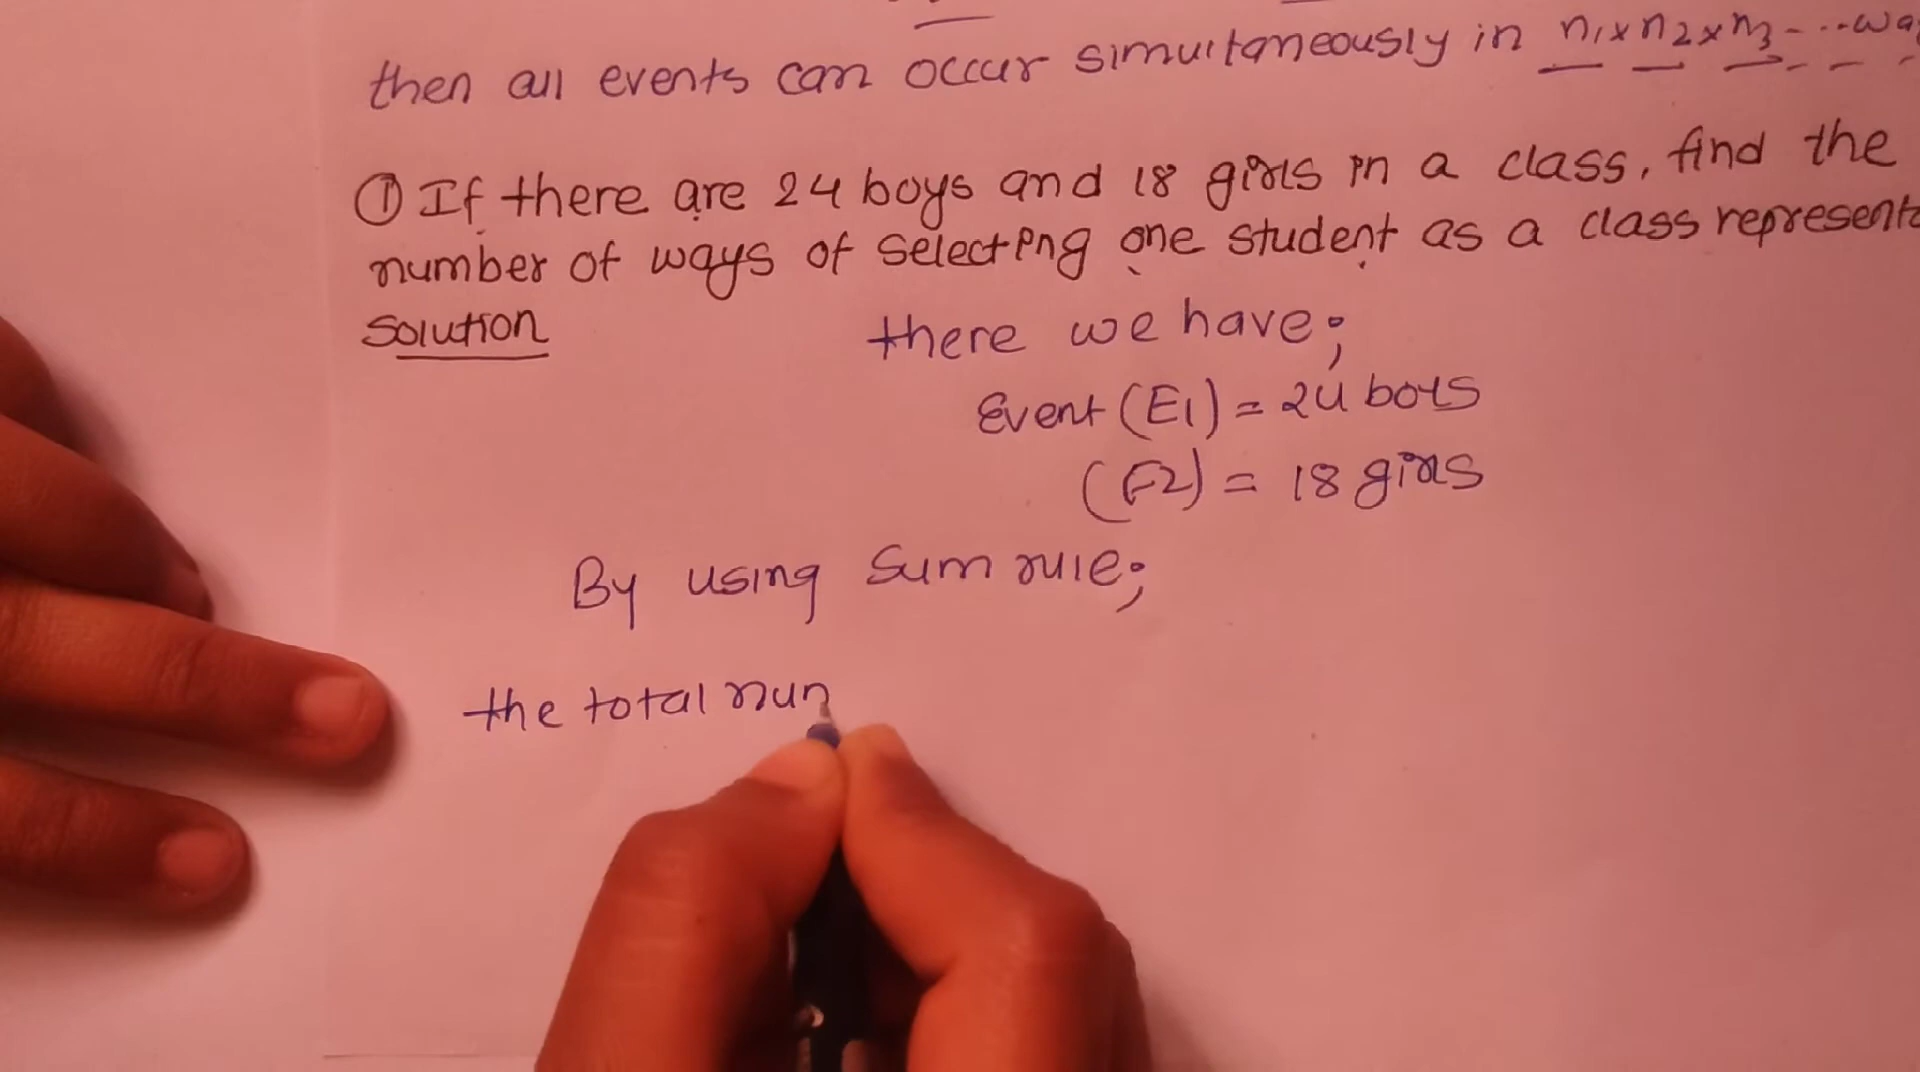 then all events can occur simultaneously in n1 x n2 x n3 - ...wa
① If there are 24 boys and 18 girls in a class, find the
number of ways of selecting one student as a class represent
Solution
there we have;
Event (E1) = 24 boys
(E2) = 18 girls
By using sum rule;
the total num